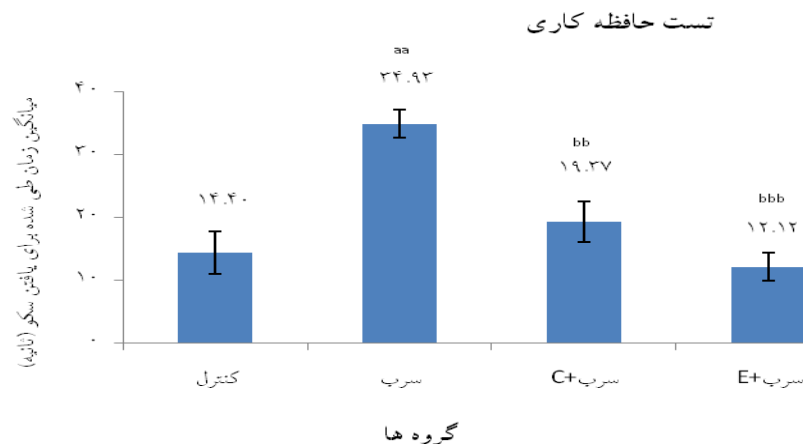 تست حافظه کاری
میانگین زمان طی شده برای یافتن سکو (ثانیه)
۴۰
۳۰
۲۰
۱۰
۰
۱۴.۴۰
aa
۳۴.۹۳
bb
۱۹.۳۷
bbb
۱۲.۱۲
کنترل
سرب
سرب+C
سرب+E
گروه ها